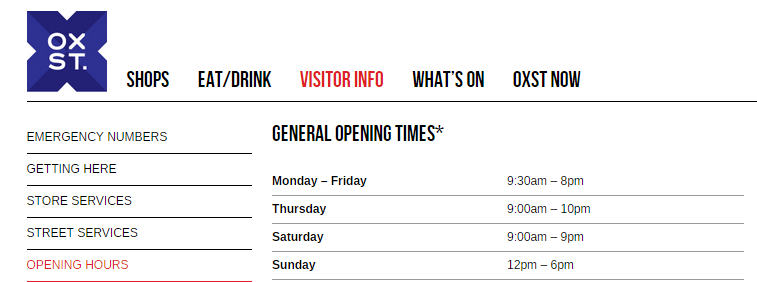 OX
ST.
SHOPS EAT/DRINK VISITOR INFO WHAT'S ON OXST NOW
EMERGENCY NUMBERS
GETTING HERE
STORE SERVICES
STREET SERVICES
OPENING HOURS
GENERAL OPENING TIMES*
Monday – Friday 9:30am – 8pm
Thursday 9:00am – 10pm
Saturday 9:00am – 9pm
Sunday 12pm – 6pm